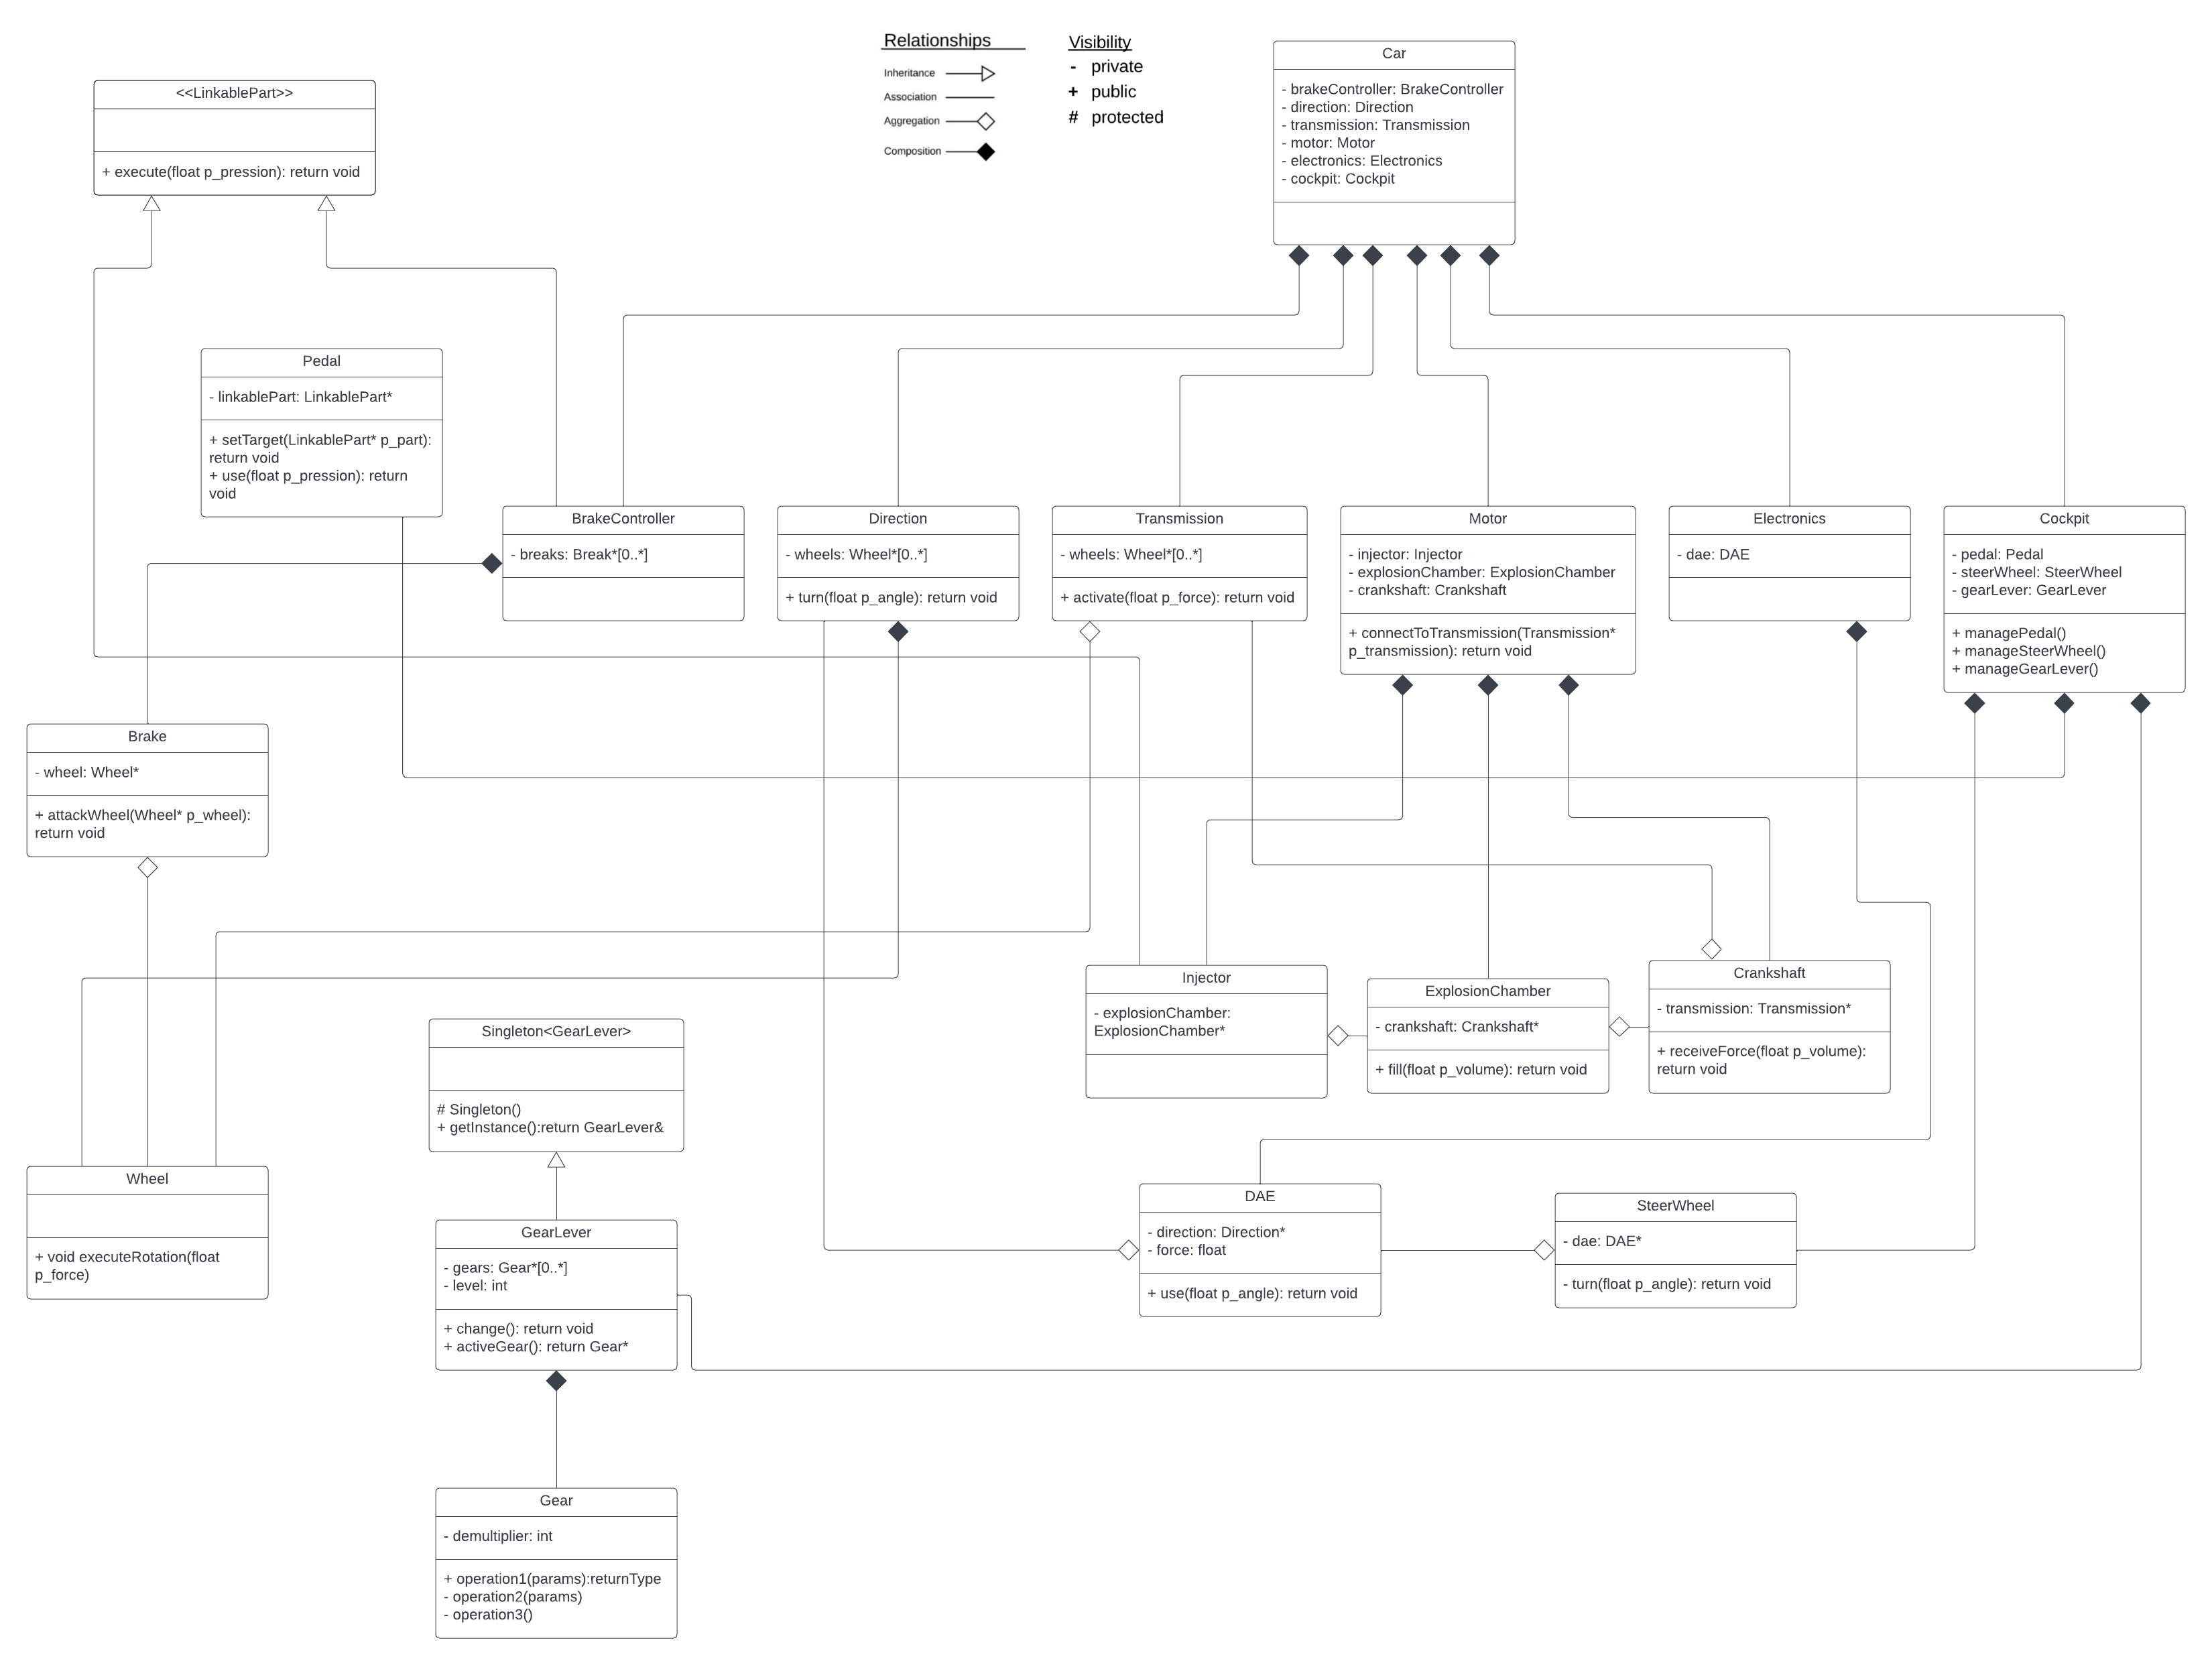 Relationships
Inheritance
Association
Aggregation
Composition
Visibility
- private
+ public
# protected
Car
- brakeController: BrakeController
- direction: Direction
- transmission: Transmission
- motor: Motor
- electronics: Electronics
- cockpit: Cockpit
<<LinkablePart>>
+ execute(float p_pression): return void
Pedal
- linkablePart: LinkablePart*
+ setTarget(LinkablePart* p_part):
return void
+ use(float p_pression): return
void
BrakeController
- breaks: Break*[0..*]
Direction
- wheels: Wheel*[0..*]
+ turn(float p_angle): return void
Transmission
- wheels: Wheel*[0..*]
+ activate(float p_force): return void
Motor
- injector: Injector
- explosionChamber: ExplosionChamber
- crankshaft: Crankshaft
+ connectToTransmission(Transmission*
p_transmission): return void
Electronics
- dae: DAE
Cockpit
- pedal: Pedal
- steerWheel: SteerWheel
- gearLever: GearLever
+ managePedal()
+ manageSteerWheel()
+ manageGearLever()
Brake
- wheel: Wheel*
+ attackWheel(Wheel* p_wheel):
return void
Injector
- explosionChamber:
ExplosionChamber*
ExplosionChamber
- crankshaft: Crankshaft*
+ fill(float p_volume): return void
Crankshaft
- transmission: Transmission*
+ receiveForce(float p_volume):
return void
Singleton<GearLever>
# Singleton()
+ getInstance():return GearLever&
Wheel
+ void executeRotation(float
p_force)
GearLever
- gears: Gear*[0..*]
- level: int
+ change(): return void
+ activeGear(): return Gear*
DAE
- direction: Direction*
- force: float
+ use(float p_angle): return void
SteerWheel
- dae: DAE*
- turn(float p_angle): return void
Gear
- demultiplier: int
+ operation1(params):returnType
- operation2(params)
- operation3()